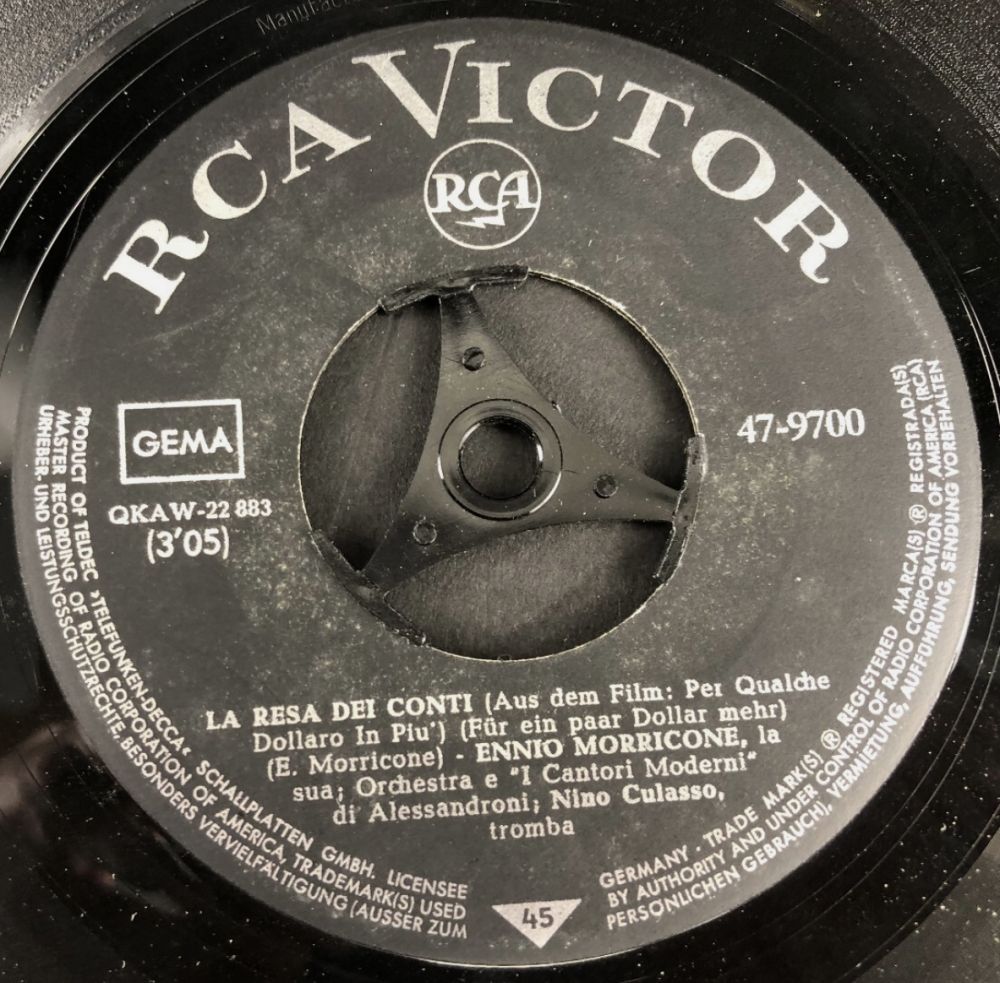 Manufac
RCA VICTOR
RCA
GEMA
47-9700
QKAW-22 883
(3'05)
LA RESA DEI CONTI (Aus dem Film: Per Qualche
Dollaro In Piu') (Für ein paar Dollar mehr)
(E. Morricone) - ENNIO MORRICONE, la
sua; Orchestra e "I Cantori Moderni"
di Alessandroni; Nino Culasso,
tromba
45
PRODUCT OF TELDEC »TELEFUNKEN-DECCA« SCHALLPLATTEN GMBH. LICENSEE
MASTER RECORDING OF RADIO CORPORATION OF AMERICA, TRADEMARK(S) USED
URHEBER- UND LEISTUNGSSCHUTZRECHTE, BESONDERS VERVIELFÄLTIGUNG (AUSSER ZUM
GERMANY · TRADE MARK(S) ® REGISTERED MARCA(S) ® REGISTRADA(S)
BY AUTHORITY AND UNDER CONTROL OF RADIO CORPORATION OF AMERICA (RCA)
PERSÖNLICHEN GEBRAUCH), VERMIETUNG, AUFFÜHRUNG, SENDUNG VORBEHALTEN